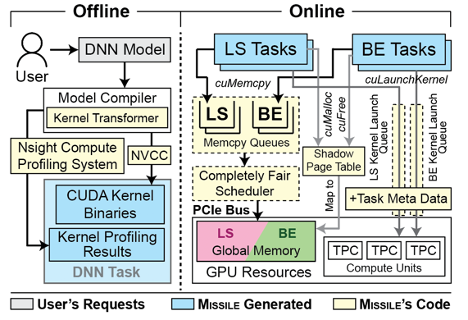 Offline
Online
User
DNN Model
Model Compiler
Kernel Transformer
Nsight Compute
Profiling System
NVCC
CUDA Kernel
Binaries
Kernel Profiling
Results
DNN Task
LS Tasks
BE Tasks
cuMemcpy
cuLaunchKernel
LS
BE
Memcpy Queues
cuMalloc
cuFree
LS Kernel Launch
Queue
BE Kernel Launch
Queue
Completely Fair
Scheduler
Shadow
Page Table
Map to
+Task Meta Data
PCIe Bus
LS
BE
Global Memory
GPU Resources
TPC
TPC
TPC
Compute Units
User's Requests
Missile Generated
Missile's Code